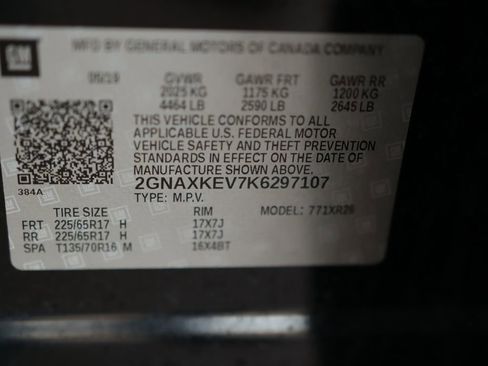 GM
MFG BY GENERAL MOTORS OF CANADA COMPANY
06/19 GVWR GAWR FRT GAWR RR
2025 KG 1175 KG 1200 KG
4464 LB 2590 LB 2645 LB
THIS VEHICLE CONFORMS TO ALL
APPLICABLE U.S. FEDERAL MOTOR
VEHICLE SAFETY AND THEFT PREVENTION
STANDARDS IN EFFECT ON THE DATE OF
MANUFACTURE SHOWN ABOVE.
384A 2GNAXKEV7K6297107
TYPE: M.P.V. MODEL: 771XR26
TIRE SIZE RIM
FRT 225/65R17 H 17X7J
RR 225/65R17 H 17X7J
SPA T135/70R16 M 16X4BT